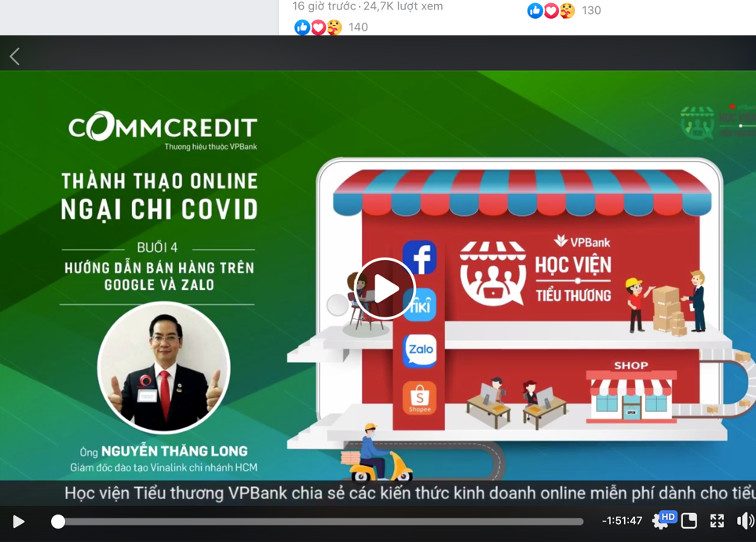 16 giờ trước · 24,7K lượt xem
140
130
COMMCREDIT
Thương hiệu thuộc VPBank
THÀNH THẠO ONLINE
NGẠI CHI COVID
BUỔI 4
HƯỚNG DẪN BÁN HÀNG TRÊN
GOOGLE VÀ ZALO
Ông NGUYỄN THĂNG LONG
Giám đốc đào tạo Vinalink chi nhánh HCM
f
TIKI
Zalo
Shopee
VPBank
HỌC VIỆN
TIỂU THƯƠNG
SHOP
Học viện Tiểu thương VPBank chia sẻ các kiến thức kinh doanh online miễn phí dành cho tiểu
-1:51:47
HD